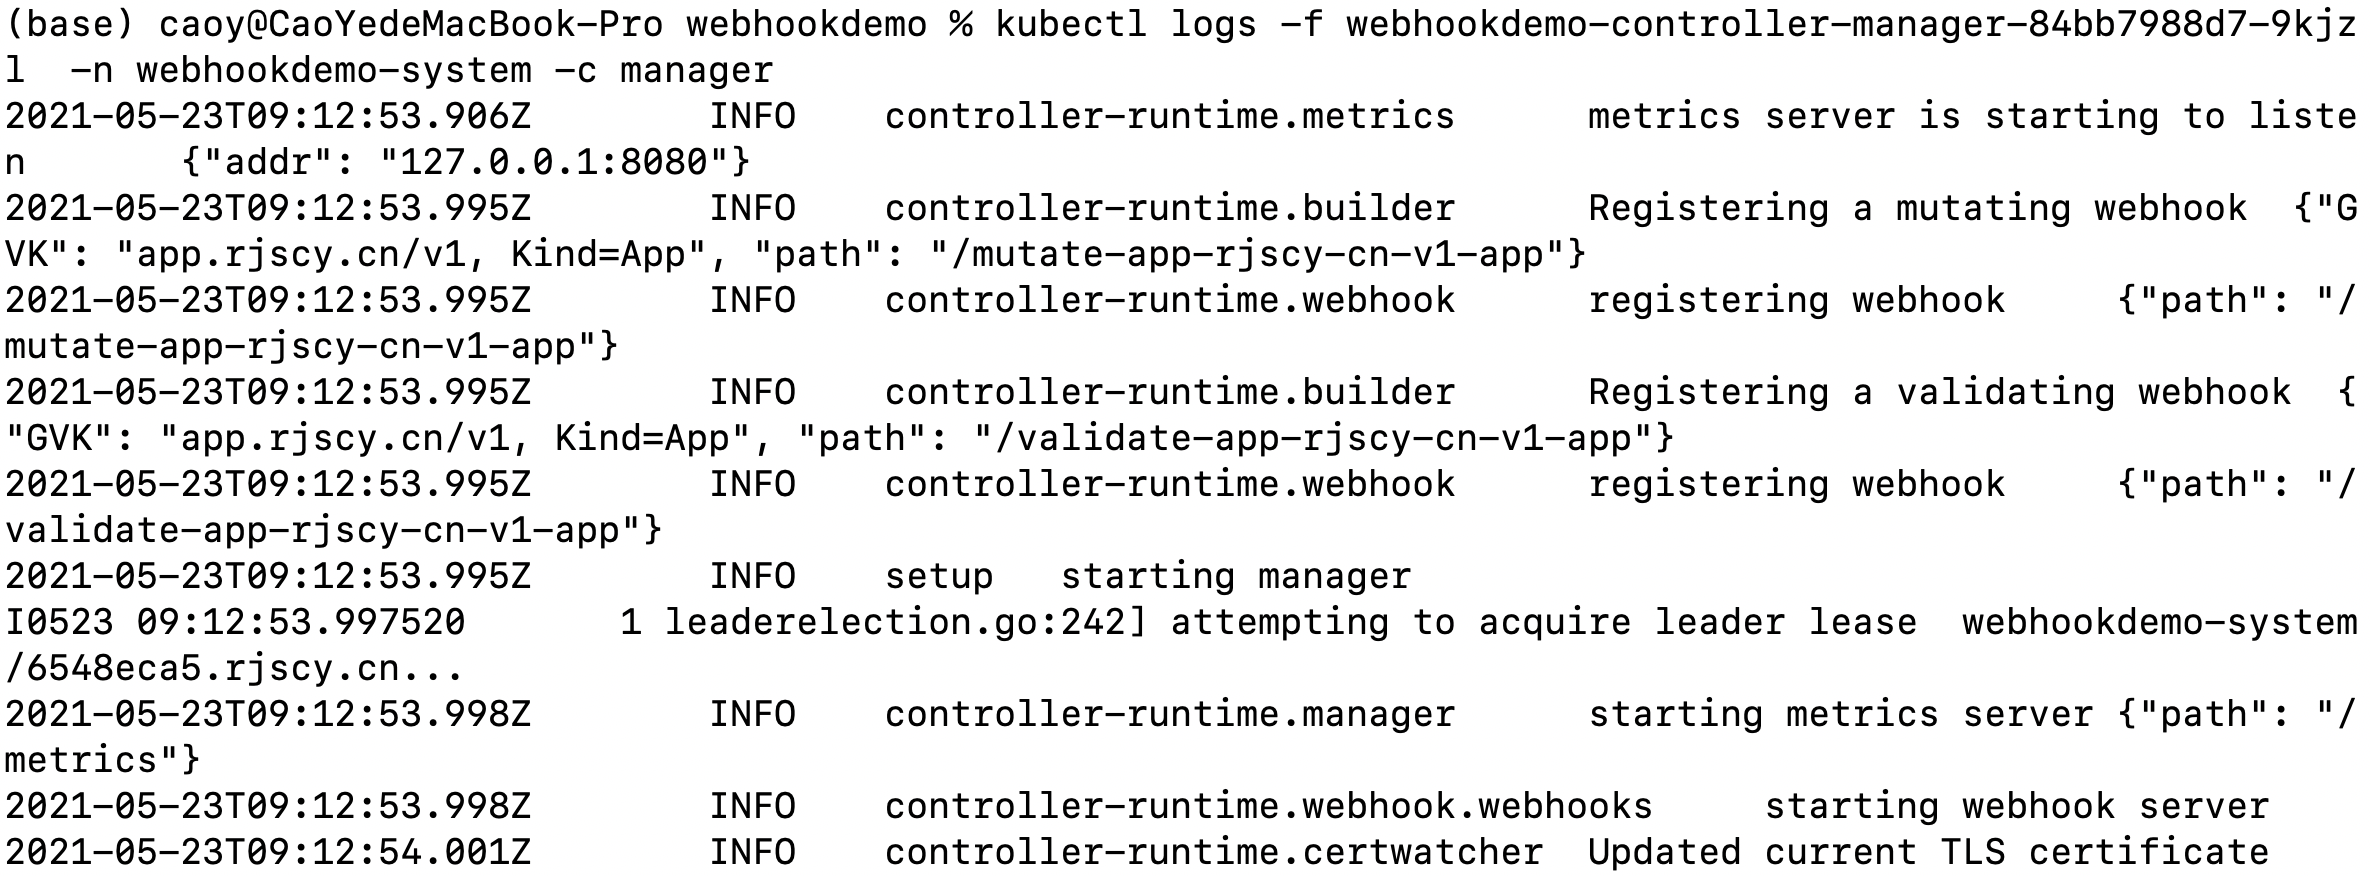 (base) caoy@CaoYedeMacBook-Pro webhookdemo % kubectl logs -f webhookdemo-controller-manager-84bb7988d7-9kjz
l  -n webhookdemo-system -c manager
2021-05-23T09:12:53.906Z        INFO    controller-runtime.metrics      metrics server is starting to liste
n       {"addr": "127.0.0.1:8080"}
2021-05-23T09:12:53.995Z        INFO    controller-runtime.builder      Registering a mutating webhook  {"G
VK": "app.rjscy.cn/v1, Kind=App", "path": "/mutate-app-rjscy-cn-v1-app"}
2021-05-23T09:12:53.995Z        INFO    controller-runtime.webhook      registering webhook     {"path": "/
mutate-app-rjscy-cn-v1-app"}
2021-05-23T09:12:53.995Z        INFO    controller-runtime.builder      Registering a validating webhook  {
"GVK": "app.rjscy.cn/v1, Kind=App", "path": "/validate-app-rjscy-cn-v1-app"}
2021-05-23T09:12:53.995Z        INFO    controller-runtime.webhook      registering webhook     {"path": "/
validate-app-rjscy-cn-v1-app"}
2021-05-23T09:12:53.995Z        INFO    setup   starting manager
I0523 09:12:53.997520       1 leaderelection.go:242] attempting to acquire leader lease  webhookdemo-system
/6548eca5.rjscy.cn...
2021-05-23T09:12:53.998Z        INFO    controller-runtime.manager      starting metrics server {"path": "/
metrics"}
2021-05-23T09:12:53.998Z        INFO    controller-runtime.webhook.webhooks     starting webhook server
2021-05-23T09:12:54.001Z        INFO    controller-runtime.certwatcher  Updated current TLS certificate